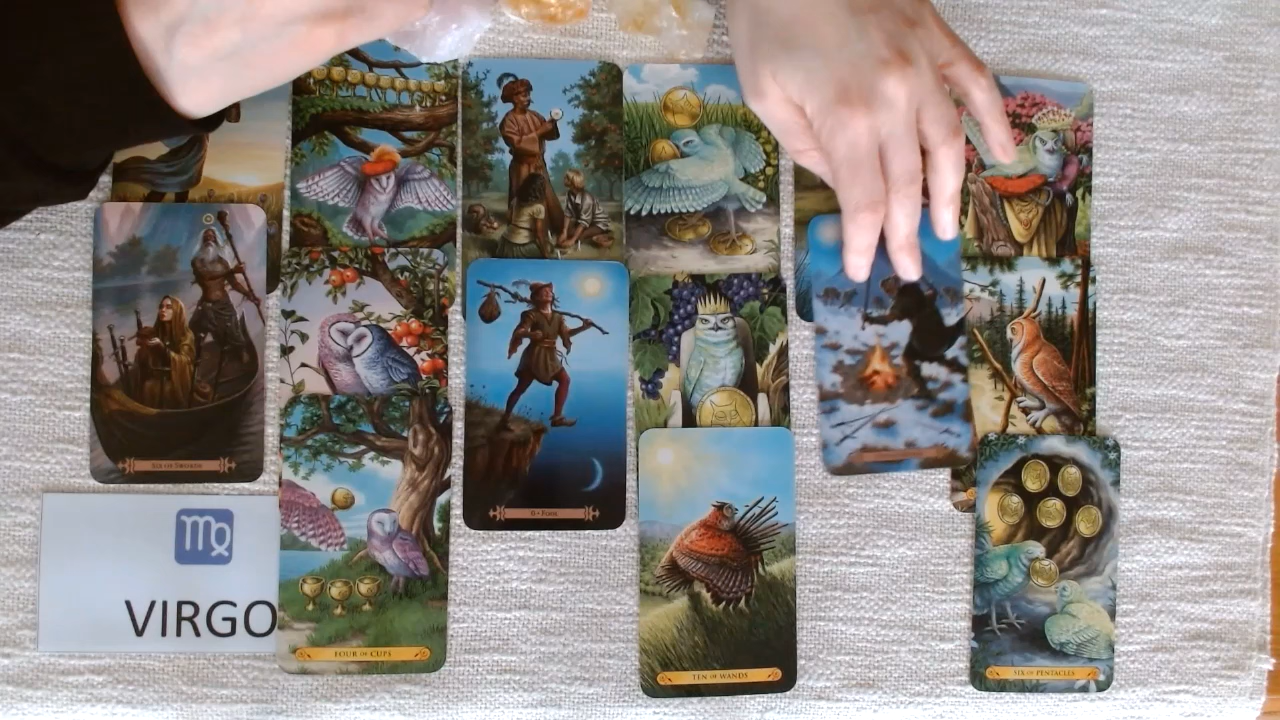 SIX OF SWORDS
0 • FOOL
VIRGO
FOUR OF CUPS
TEN OF WANDS
SIX OF PENTACLES